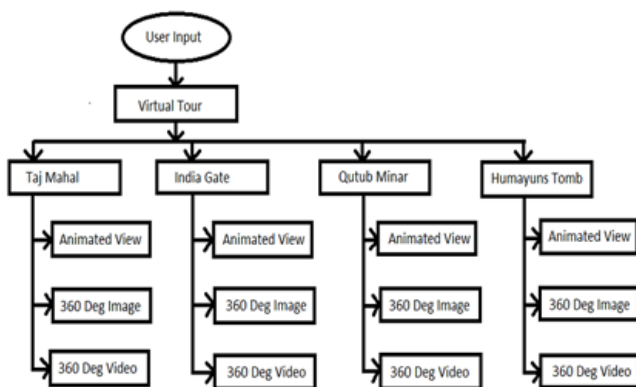 User Input
Virtual Tour
Taj Mahal
India Gate
Qutub Minar
Humayuns Tomb
Animated View
Animated View
Animated View
Animated View
360 Deg Image
360 Deg Image
360 Deg Image
360 Deg Image
360 Deg Video
360 Deg Video
360 Deg Video
360 Deg Video